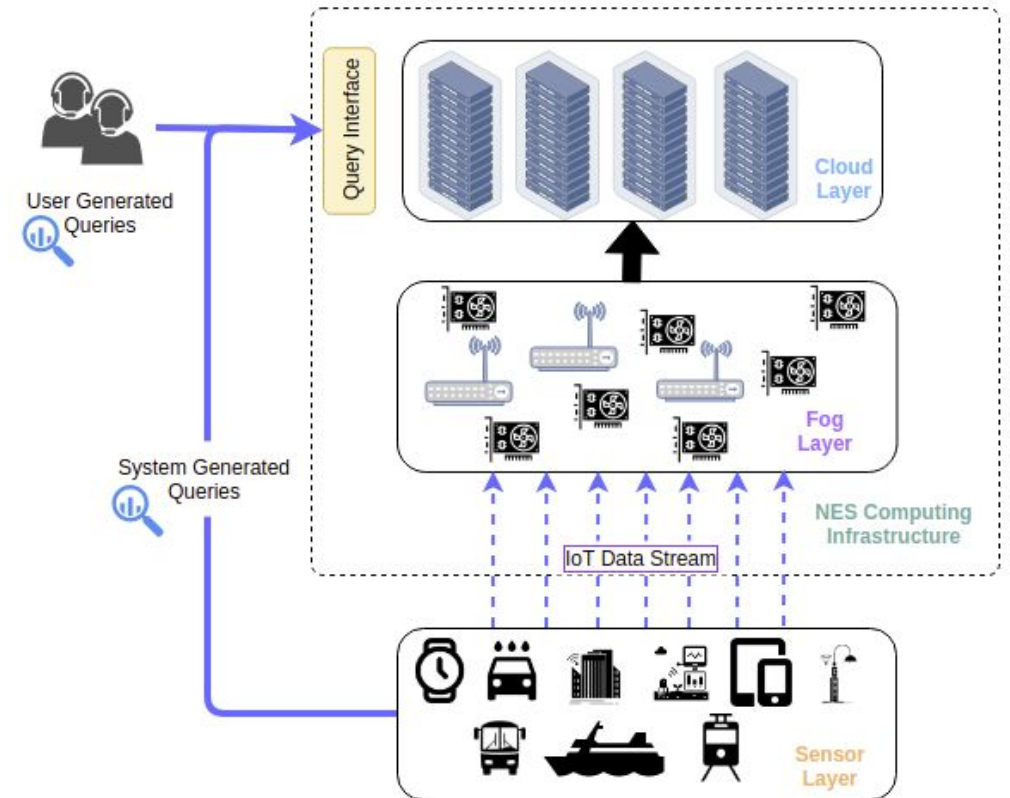 Query Interface
Cloud
Layer
User Generated
Queries
Fog
Layer
System Generated
Queries
NES Computing
Infrastructure
IoT Data Stream
Sensor
Layer